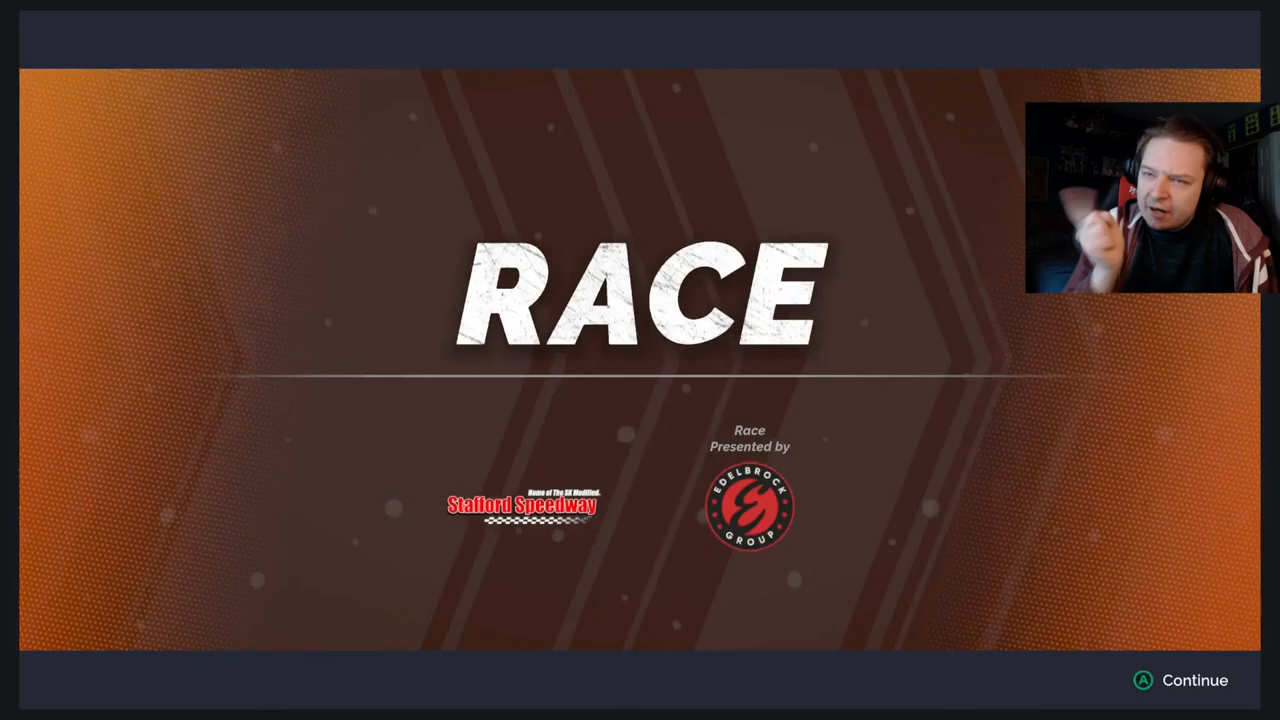 RACE
Race
Presented by
Home of The SK Modified.
Stafford Speedway
EDELBROCK
GROUP
A Continue